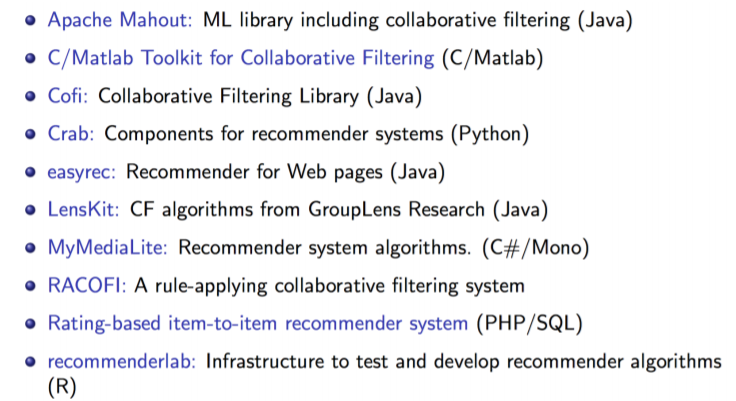 Apache Mahout: ML library including collaborative filtering (Java)
C/Matlab Toolkit for Collaborative Filtering (C/Matlab)
Cofi: Collaborative Filtering Library (Java)
Crab: Components for recommender systems (Python)
easyrec: Recommender for Web pages (Java)
LensKit: CF algorithms from GroupLens Research (Java)
MyMediaLite: Recommender system algorithms. (C#/Mono)
RACOFI: A rule-applying collaborative filtering system
Rating-based item-to-item recommender system (PHP/SQL)
recommenderlab: Infrastructure to test and develop recommender algorithms
(R)